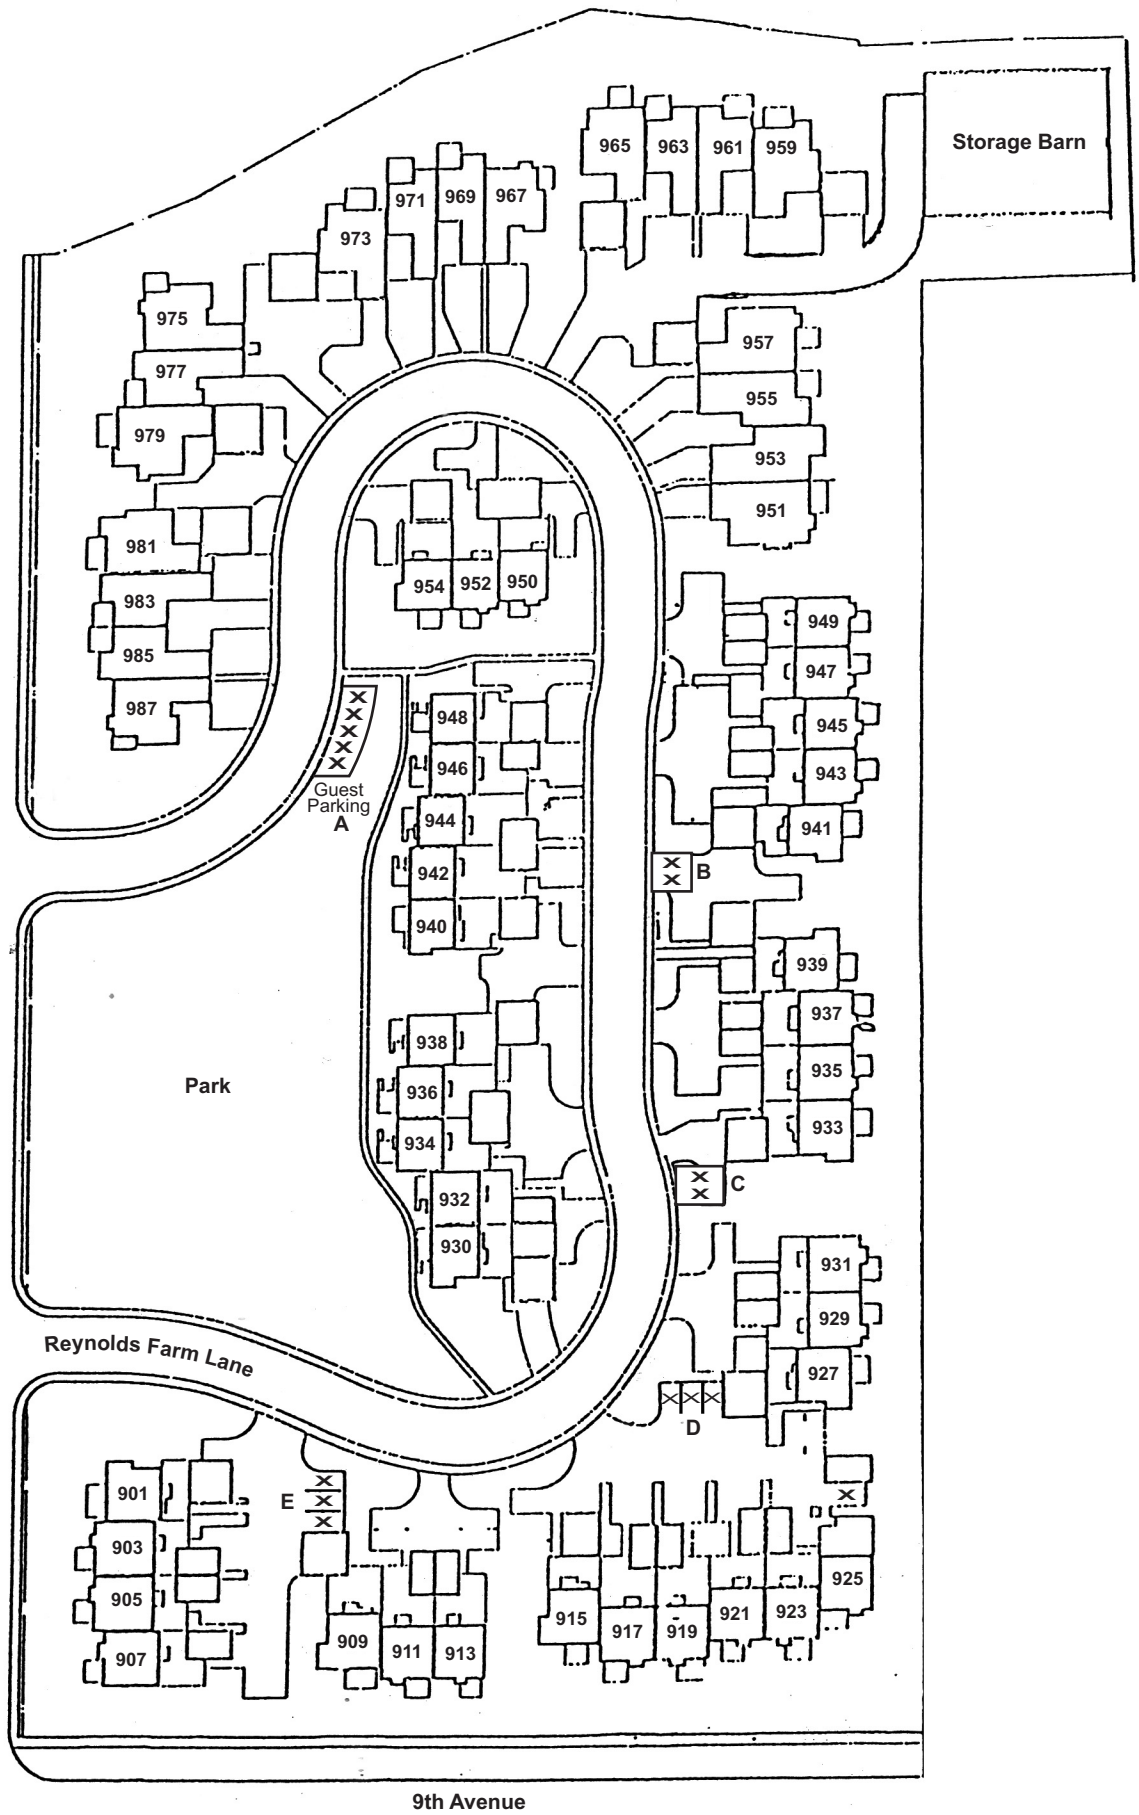 Storage Barn
965
963
961
959
971
969
967
973
975
977
979
957
955
953
951
981
983
985
987
954
952
950
949
947
945
943
941
948
946
944
942
940
X
X
X
X
X
Guest
Parking
A
X
X
B
939
937
935
933
938
936
934
932
930
Park
X
X
C
931
929
927
Reynolds Farm Lane
X X X
D
901
903
905
907
E
X
X
X
909
911
913
915
917
919
921
923
925
X
9th Avenue